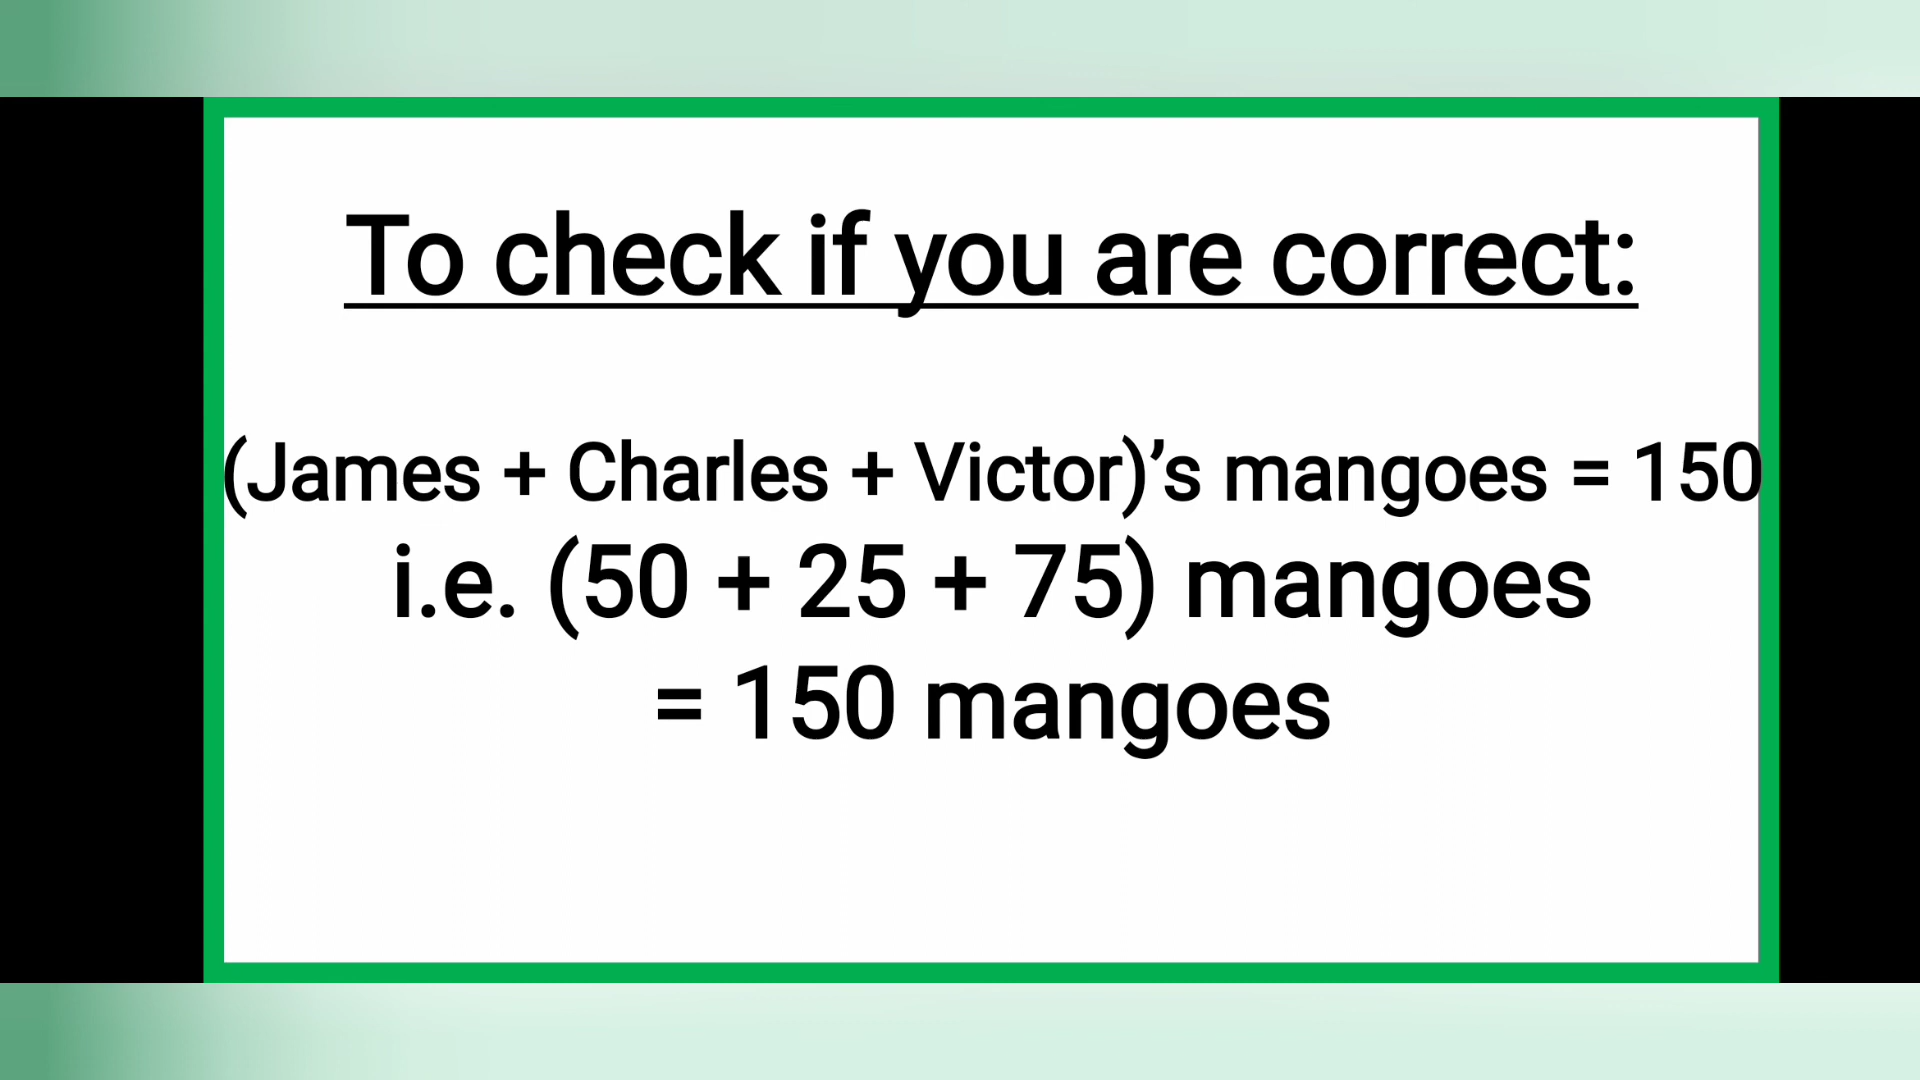 To check if you are correct:
(James + Charles + Victor)’s mangoes = 150
i.e. (50 + 25 + 75) mangoes
= 150 mangoes